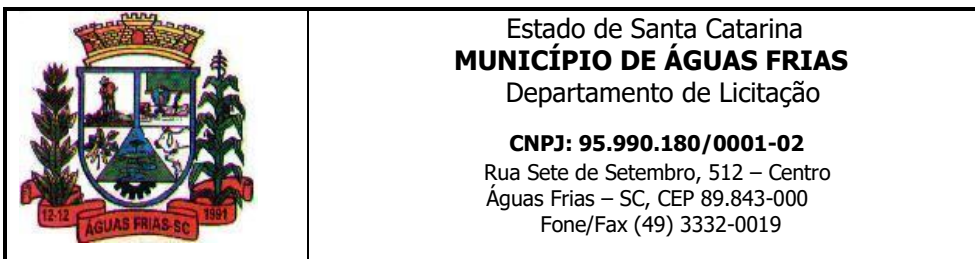 12-12
ÁGUAS FRIAS-SC
1991
Estado de Santa Catarina
MUNICÍPIO DE ÁGUAS FRIAS
Departamento de Licitação
CNPJ: 95.990.180/0001-02
Rua Sete de Setembro, 512 – Centro
Águas Frias – SC, CEP 89.843-000
Fone/Fax (49) 3332-0019